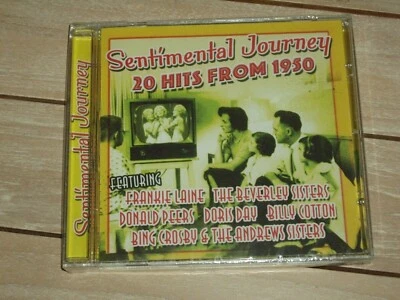 Sentimental Journey
Sentimental Journey
20 HITS FROM 1950
FEATURING
FRANKIE LAINE THE BEVERLEY SISTERS
DONALD PEERS DORIS DAY BILLY COTTON
BING CROSBY & THE ANDREWS SISTERS